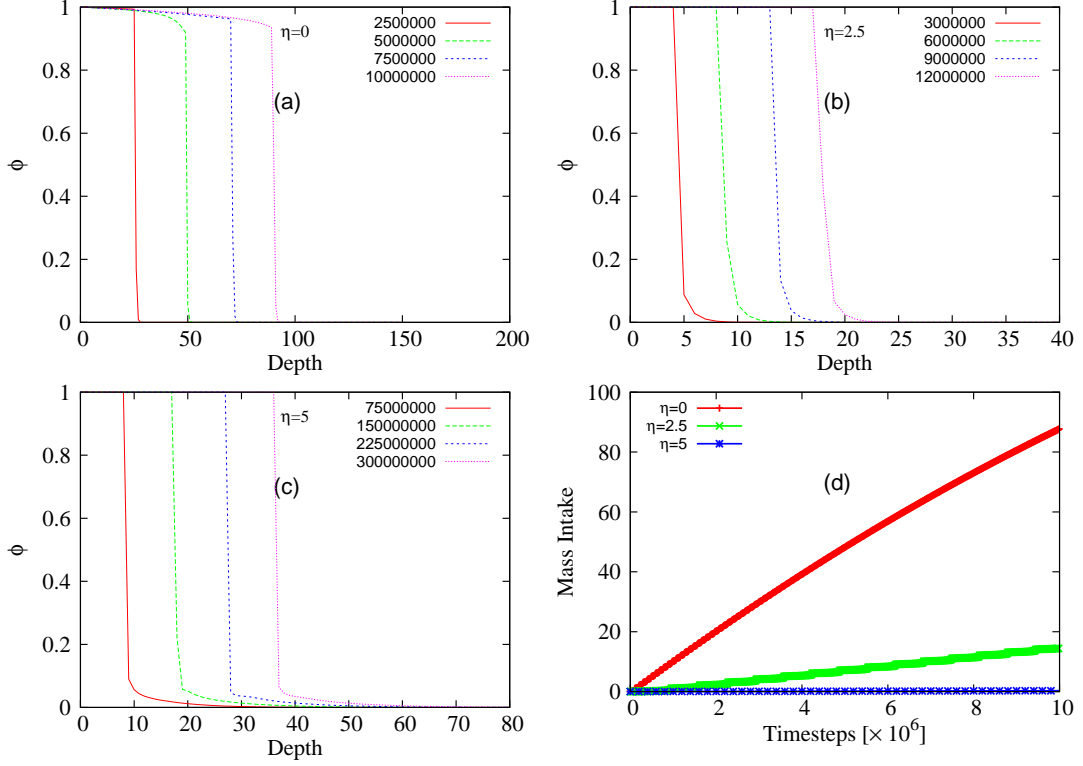 η=0
2500000
5000000
7500000
10000000
(a)
ϕ
0
0.2
0.4
0.6
0.8
1
0 50 100 150 200
Depth
η=2.5
3000000
6000000
9000000
12000000
(b)
ϕ
0
0.2
0.4
0.6
0.8
1
0 5 10 15 20 25 30 35 40
Depth
η=5
75000000
150000000
225000000
300000000
(c)
ϕ
0
0.2
0.4
0.6
0.8
1
0 10 20 30 40 50 60 70 80
Depth
η=0
η=2.5
η=5
(d)
Mass Intake
0
20
40
60
80
100
0 2 4 6 8 10
Timesteps [× 10⁶]